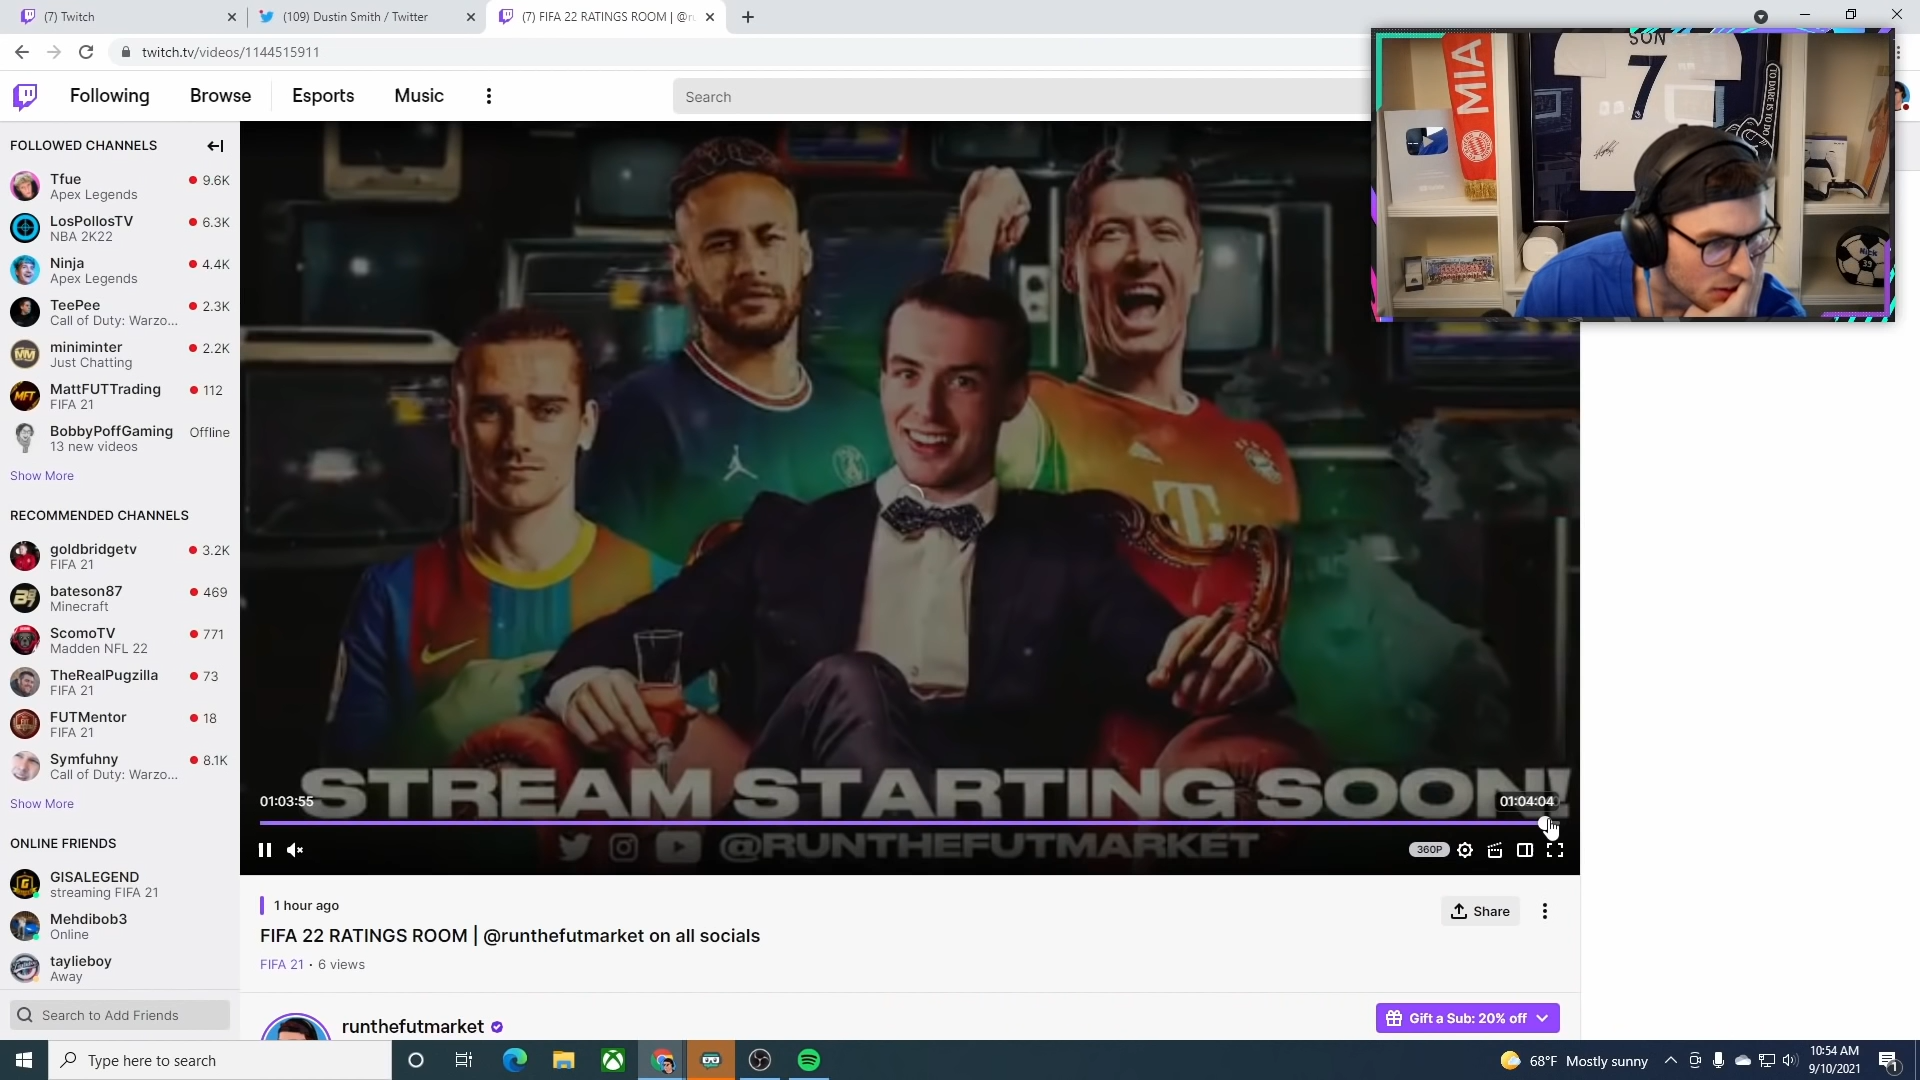 (7) Twitch
(109) Dustin Smith / Twitter
(7) FIFA 22 RATINGS ROOM | @ru
twitch.tv/videos/1144515911
Following
Browse
Esports
Music
Search
SON
7
MIA
TO DARE IS TO DO
FOLLOWED CHANNELS
Tfue
9.6K
Apex Legends
LosPollosTV
6.3K
NBA 2K22
Ninja
4.4K
Apex Legends
TeePee
2.3K
Call of Duty: Warzo...
miniminter
2.2K
Just Chatting
MattFUTTrading
112
FIFA 21
BobbyPoffGaming
Offline
13 new videos
Show More
RECOMMENDED CHANNELS
goldbridgetv
3.2K
FIFA 21
bateson87
469
Minecraft
ScomoTV
771
Madden NFL 22
TheRealPugzilla
73
FIFA 21
FUTMentor
18
FIFA 21
Symfuhny
8.1K
Call of Duty: Warzo...
Show More
ONLINE FRIENDS
GISALEGEND
streaming FIFA 21
Mehdibob3
Online
taylieboy
Away
Search to Add Friends
STREAM STARTING SOON!
01:03:55
01:04:04
@RUNTHEFUTMARKET
360P
1 hour ago
Share
FIFA 22 RATINGS ROOM | @runthefutmarket on all socials
FIFA 21 • 6 views
runthefutmarket
Gift a Sub: 20% off
Type here to search
68°F Mostly sunny
10:54 AM
9/10/2021
1